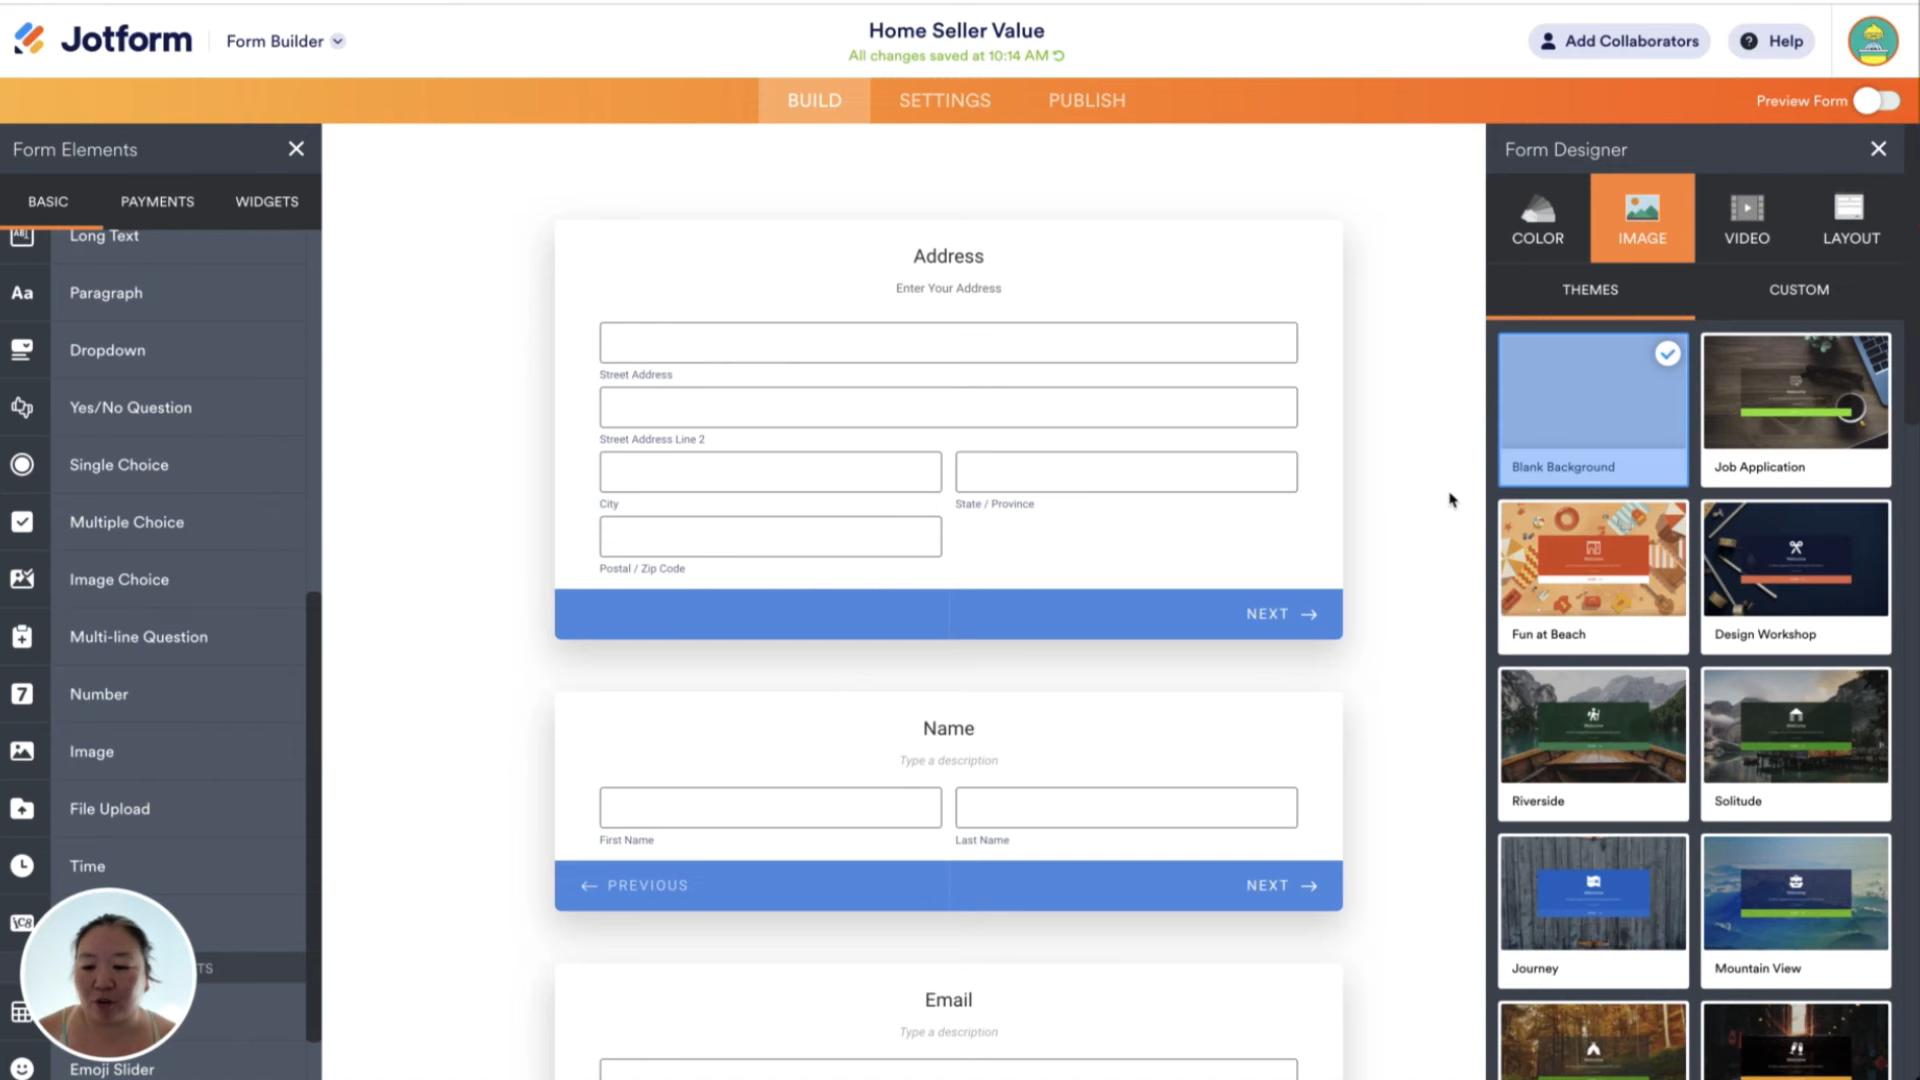 Jotform
Form Builder
Home Seller Value
All changes saved at 10:14 AM
Add Collaborators
Help
BUILD
SETTINGS
PUBLISH
Preview Form
Form Elements
BASIC
PAYMENTS
WIDGETS
Long Text
Aa
Paragraph
Dropdown
Yes/No Question
Single Choice
Multiple Choice
Image Choice
Multi-line Question
7
Number
Image
File Upload
Time
TS
Emoji Slider
Address
Enter Your Address
Street Address
Street Address Line 2
City
State / Province
Postal / Zip Code
NEXT
Name
Type a description
First Name
Last Name
PREVIOUS
NEXT
Email
Type a description
Form Designer
COLOR
IMAGE
VIDEO
LAYOUT
THEMES
CUSTOM
Blank Background
Job Application
Fun at Beach
Design Workshop
Riverside
Solitude
Journey
Mountain View